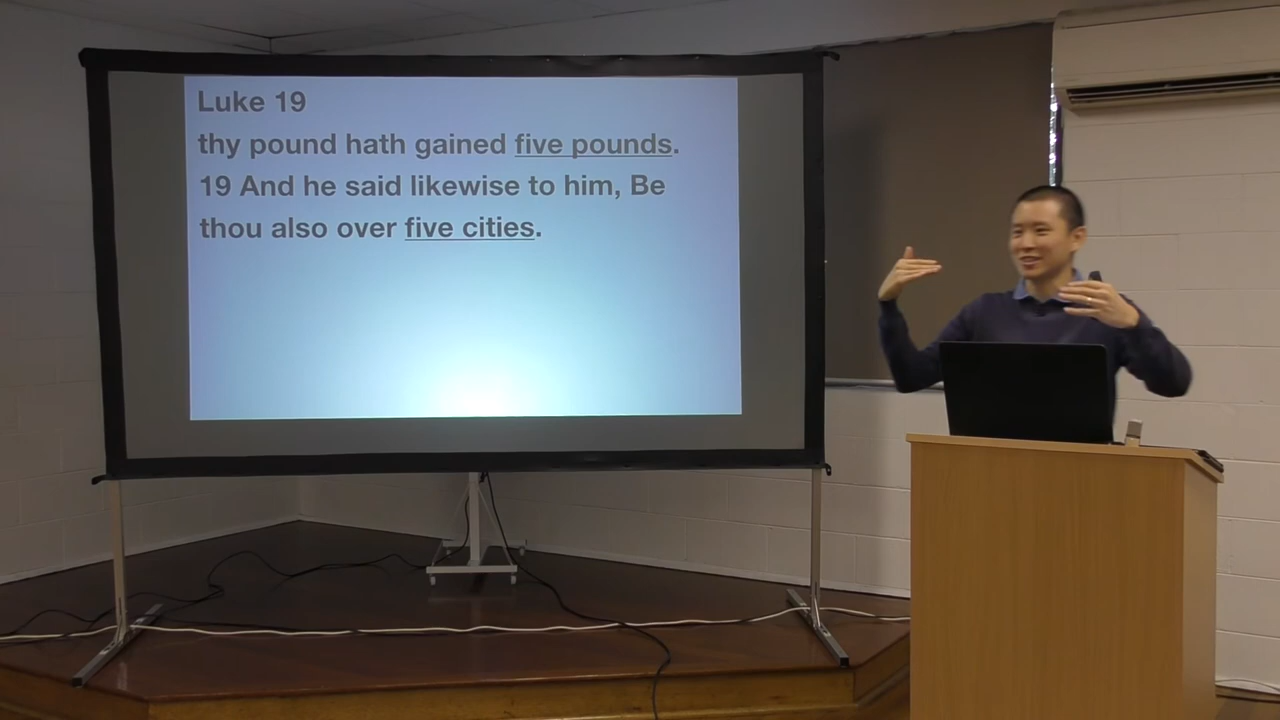 Luke 19
thy pound hath gained five pounds.
19 And he said likewise to him, Be
thou also over five cities.